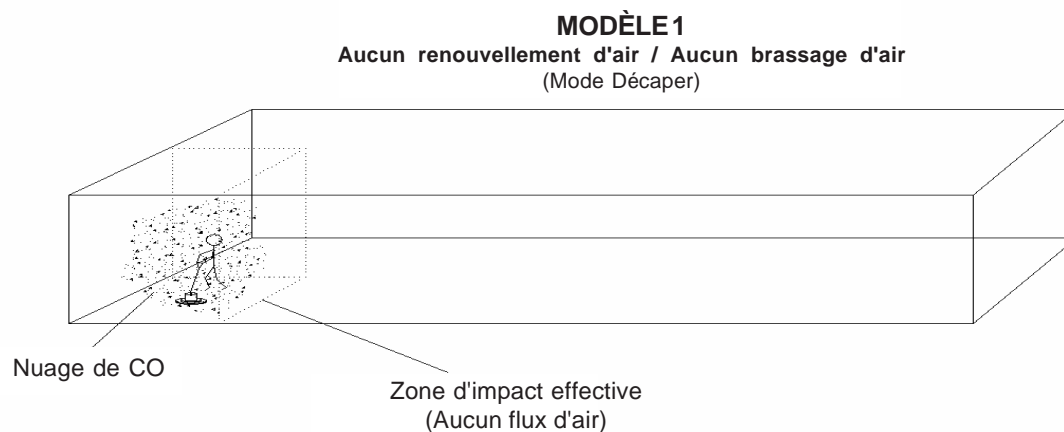 MODÈLE 1
Aucun renouvellement d'air / Aucun brassage d'air
(Mode Décaper)
Nuage de CO
Zone d'impact effective
(Aucun flux d'air)